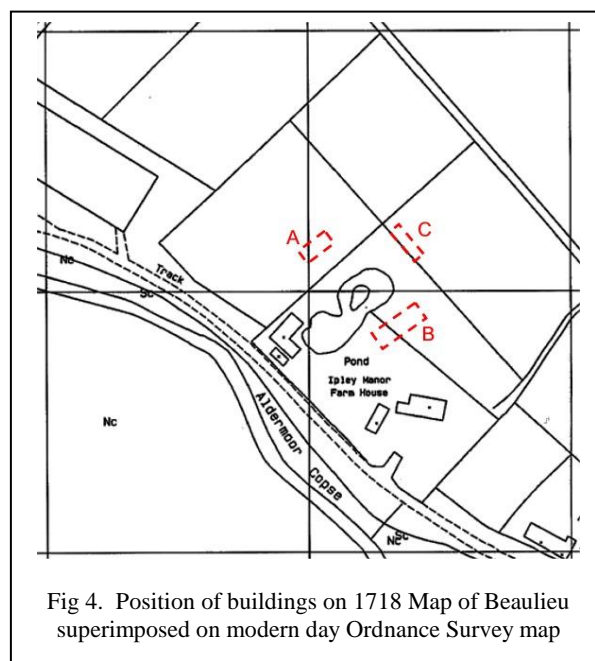 A
C
Nc
Track
Sc
B
Pond
Ipley Manor
Farm House
Nc
Aldermoor
Copse
Sc
Nc
Fig 4. Position of buildings on 1718 Map of Beaulieu
superimposed on modern day Ordnance Survey map